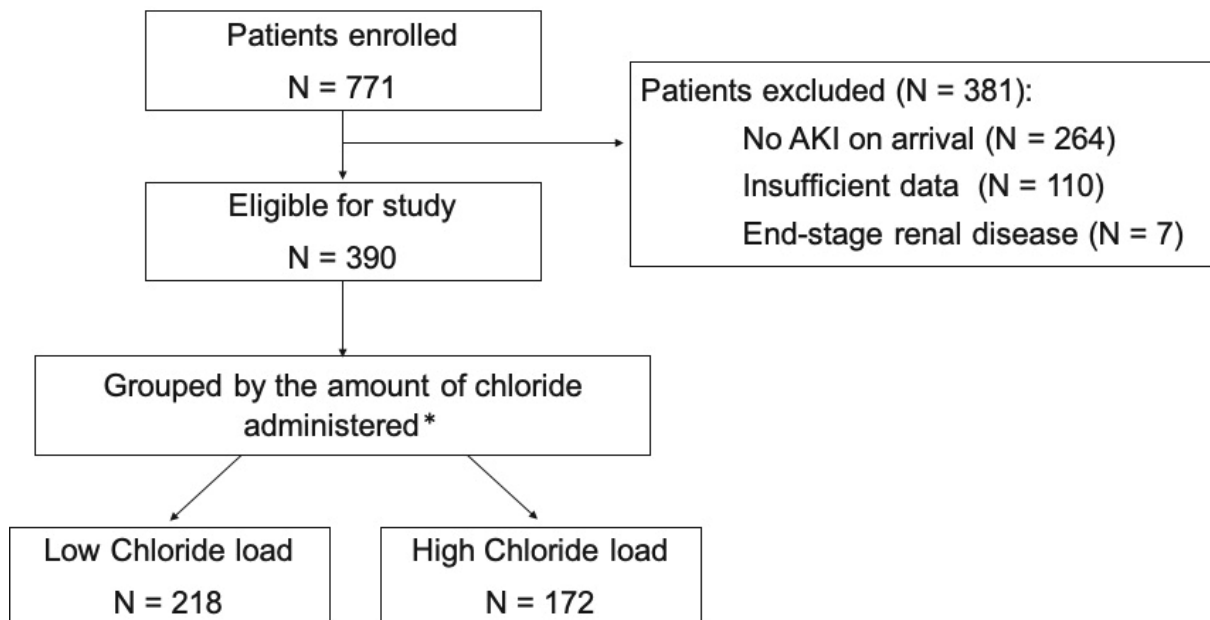 Patients enrolled
N = 771
Patients excluded (N = 381):
No AKI on arrival (N = 264)
Insufficient data (N = 110)
End-stage renal disease (N = 7)
Eligible for study
N = 390
Grouped by the amount of chloride
administered*
Low Chloride load
N = 218
High Chloride load
N = 172